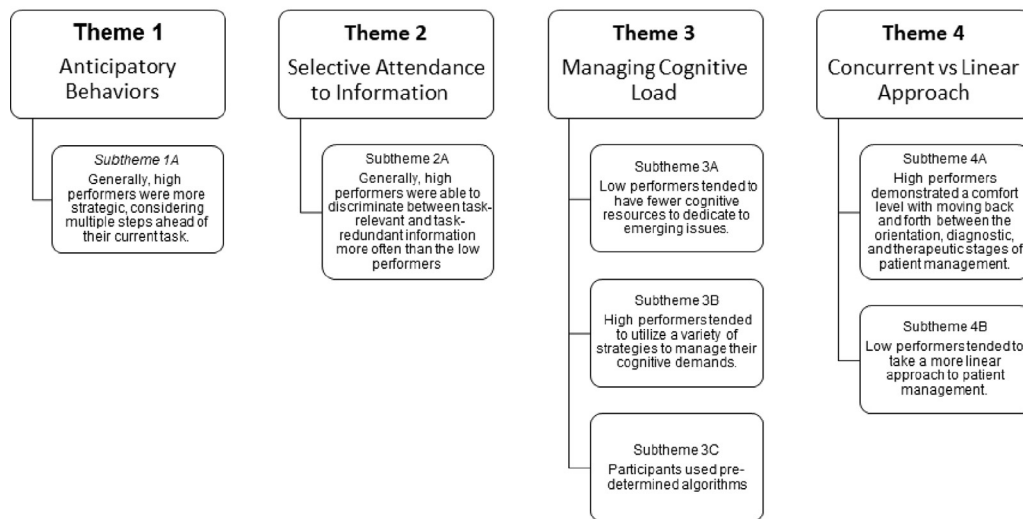 Theme 1
Anticipatory
Behaviors
Subtheme 1A
Generally, high
performers were more
strategic, considering
multiple steps ahead of
their current task.
Theme 2
Selective Attendance
to Information
Subtheme 2A
Generally, high
performers were able to
discriminate between task-
relevant and task-
redundant information
more often than the low
performers
Theme 3
Managing Cognitive
Load
Subtheme 3A
Low performers tended to
have fewer cognitive
resources to dedicate to
emerging issues.
Subtheme 3B
High performers tended
to utilize a variety of
strategies to manage their
cognitive demands.
Subtheme 3C
Participants used pre-
determined algorithms
Theme 4
Concurrent vs Linear
Approach
Subtheme 4A
High performers
demonstrated a comfort
level with moving back
and forth between the
orientation, diagnostic,
and therapeutic stages of
patient management.
Subtheme 4B
Low performers tended to
take a more linear
approach to patient
management.